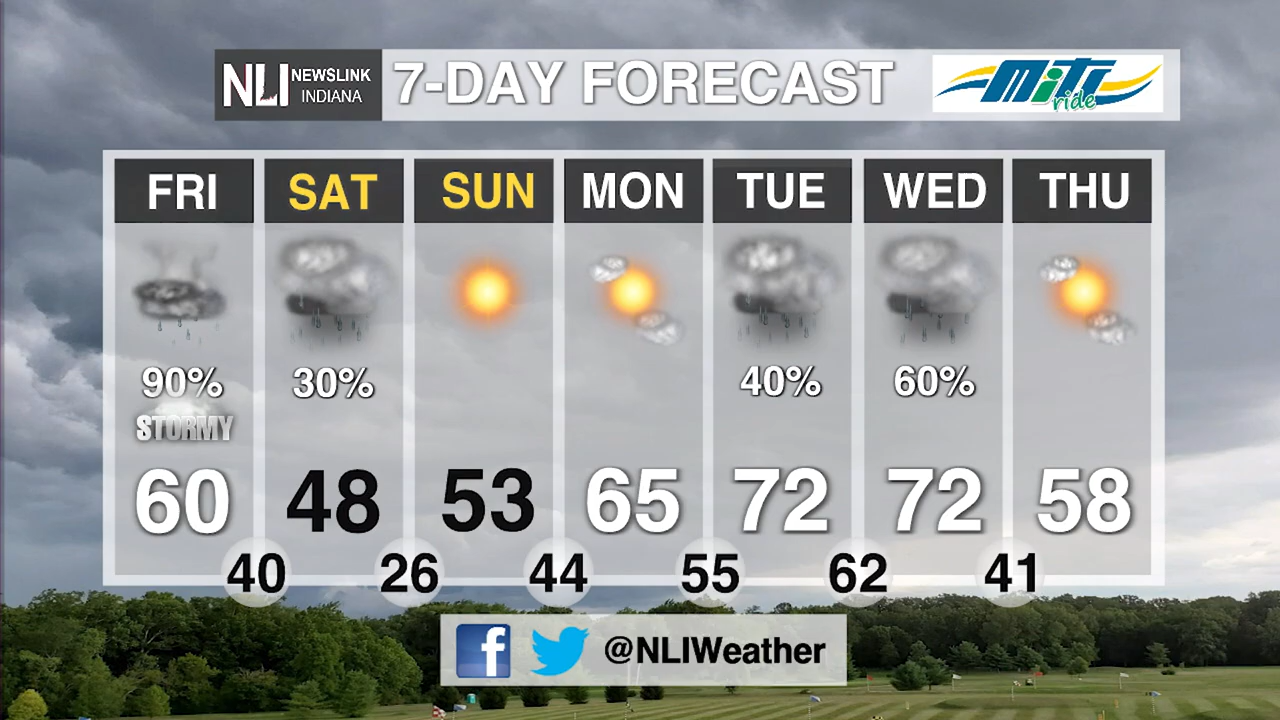 NLI NEWSLINK INDIANA 7-DAY FORECAST MiTS ride
FRI SAT SUN MON TUE WED THU
90% 30% 40% 60%
STORMY
60 48 53 65 72 72 58
40 26 44 55 62 41
f @NLIWeather